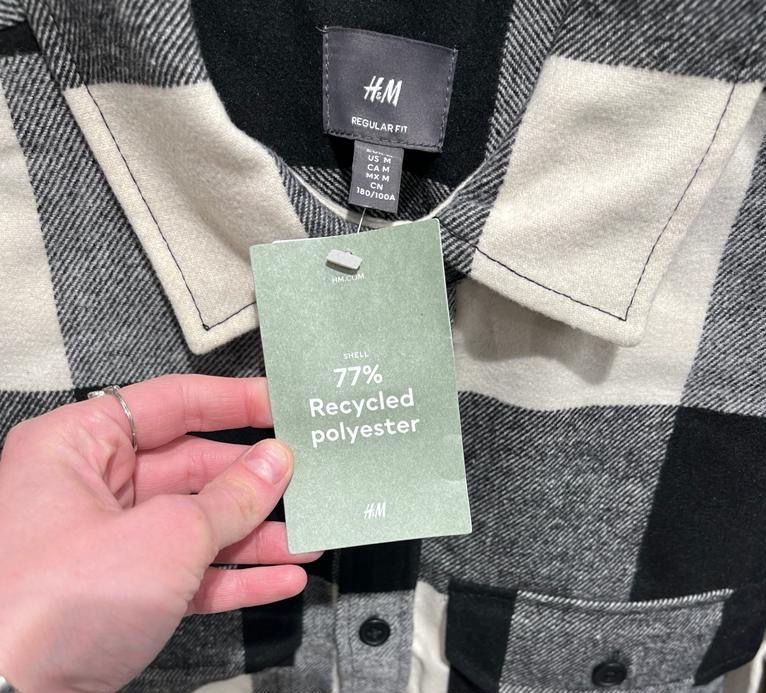 H&M
REGULAR FIT
US M
CA M
MX M
CN
180/100A
HM.COM
SHELL
77%
Recycled
polyester
H&M